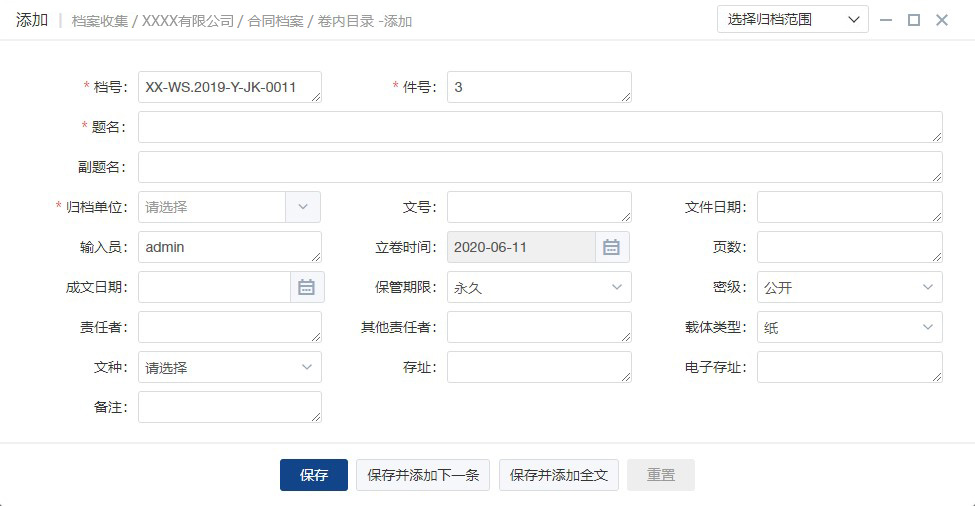 添加 | 档案收集 / XXXX有限公司 / 合同档案 / 卷内目录 -添加 选择归档范围
* 档号: XX-WS.2019-Y-JK-0011 * 件号: 3
* 题名:
副题名:
* 归档单位: 请选择 文号: 文件日期:
输入员: admin 立卷时间: 2020-06-11 页数:
成文日期: 保管期限: 永久 密级: 公开
责任者: 其他责任者: 载体类型: 纸
文种: 请选择 存址: 电子存址:
备注:
保存 保存并添加下一条 保存并添加全文 重置